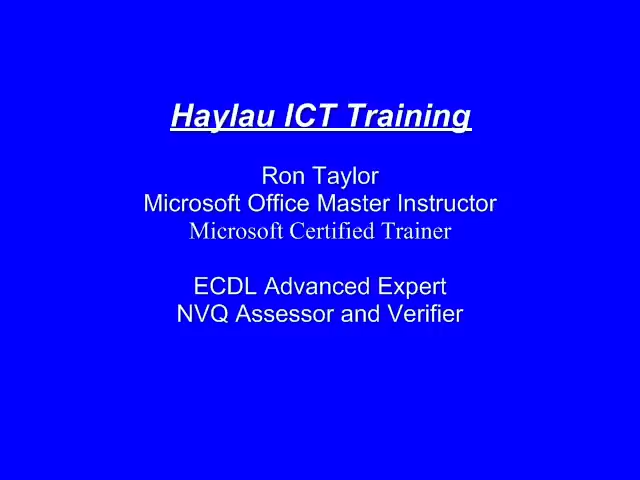 Haylau ICT Training
Ron Taylor
Microsoft Office Master Instructor
Microsoft Certified Trainer
ECDL Advanced Expert
NVQ Assessor and Verifier